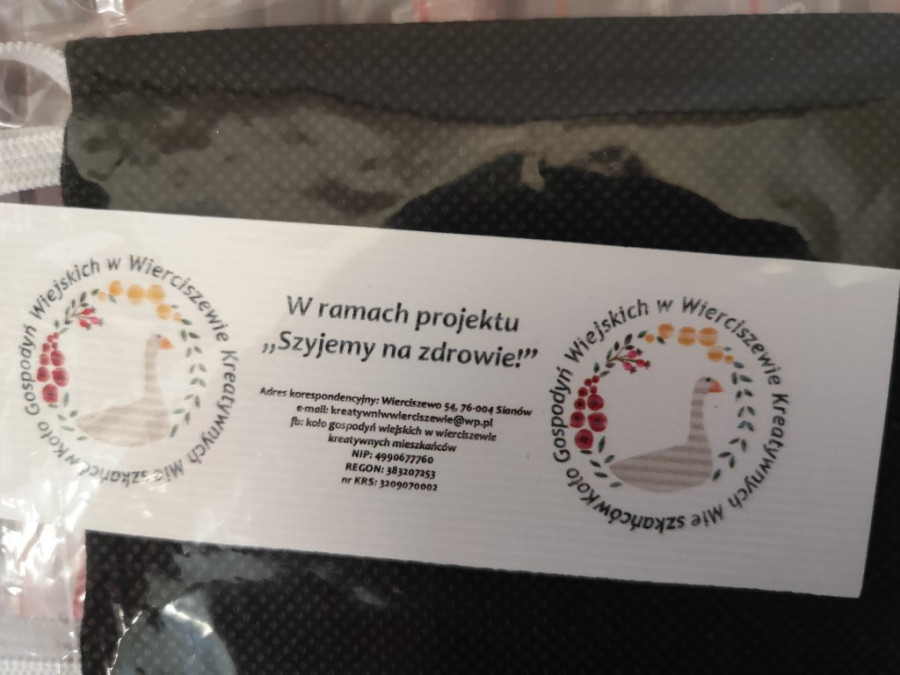 Koło Gospodyń Wiejskich w Wierciszewie Kreatywnych Mieszkańców
W ramach projektu
„Szyjemy na zdrowie!”
Adres korespondencyjny: Wierciszewo 54, 76-004 Sianów
e-mail: kreatywniwwierciszewie@wp.pl
fb: koło gospodyń wiejskich w wierciszewie
kreatywnych mieszkańców
NIP: 4990677760
REGON: 383207253
nr KRS: 3209070002
Koło Gospodyń Wiejskich w Wierciszewie Kreatywnych Mieszkańców